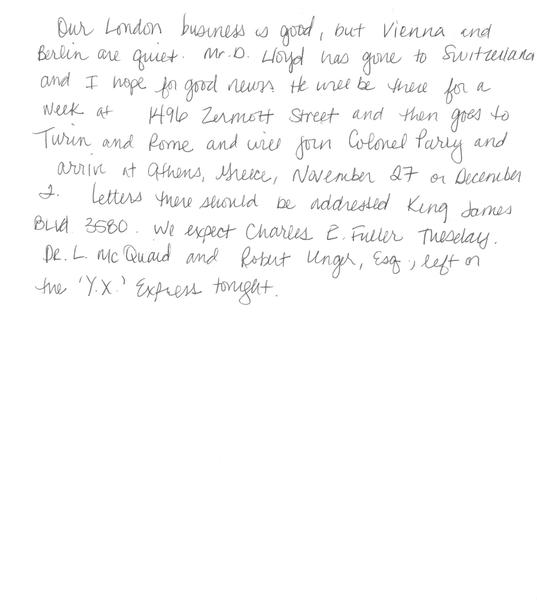 Our London business is good, but Vienna and
Berlin are quiet. Mr. D. Lloyd has gone to Switzerland
and I hope for good news. He will be there for a
week at 1496 Zermott Street and then goes to
Turin and Rome and will join Colonel Parry and
arrive at Athens, Greece, November 27 or December
2. Letters there should be addressed King James
Blvd 3580. We expect Charles E. Fuller Tuesday.
Dr. L. McQuaid and Robert Unger, Esq., left on
the 'Y.X.' Express tonight.